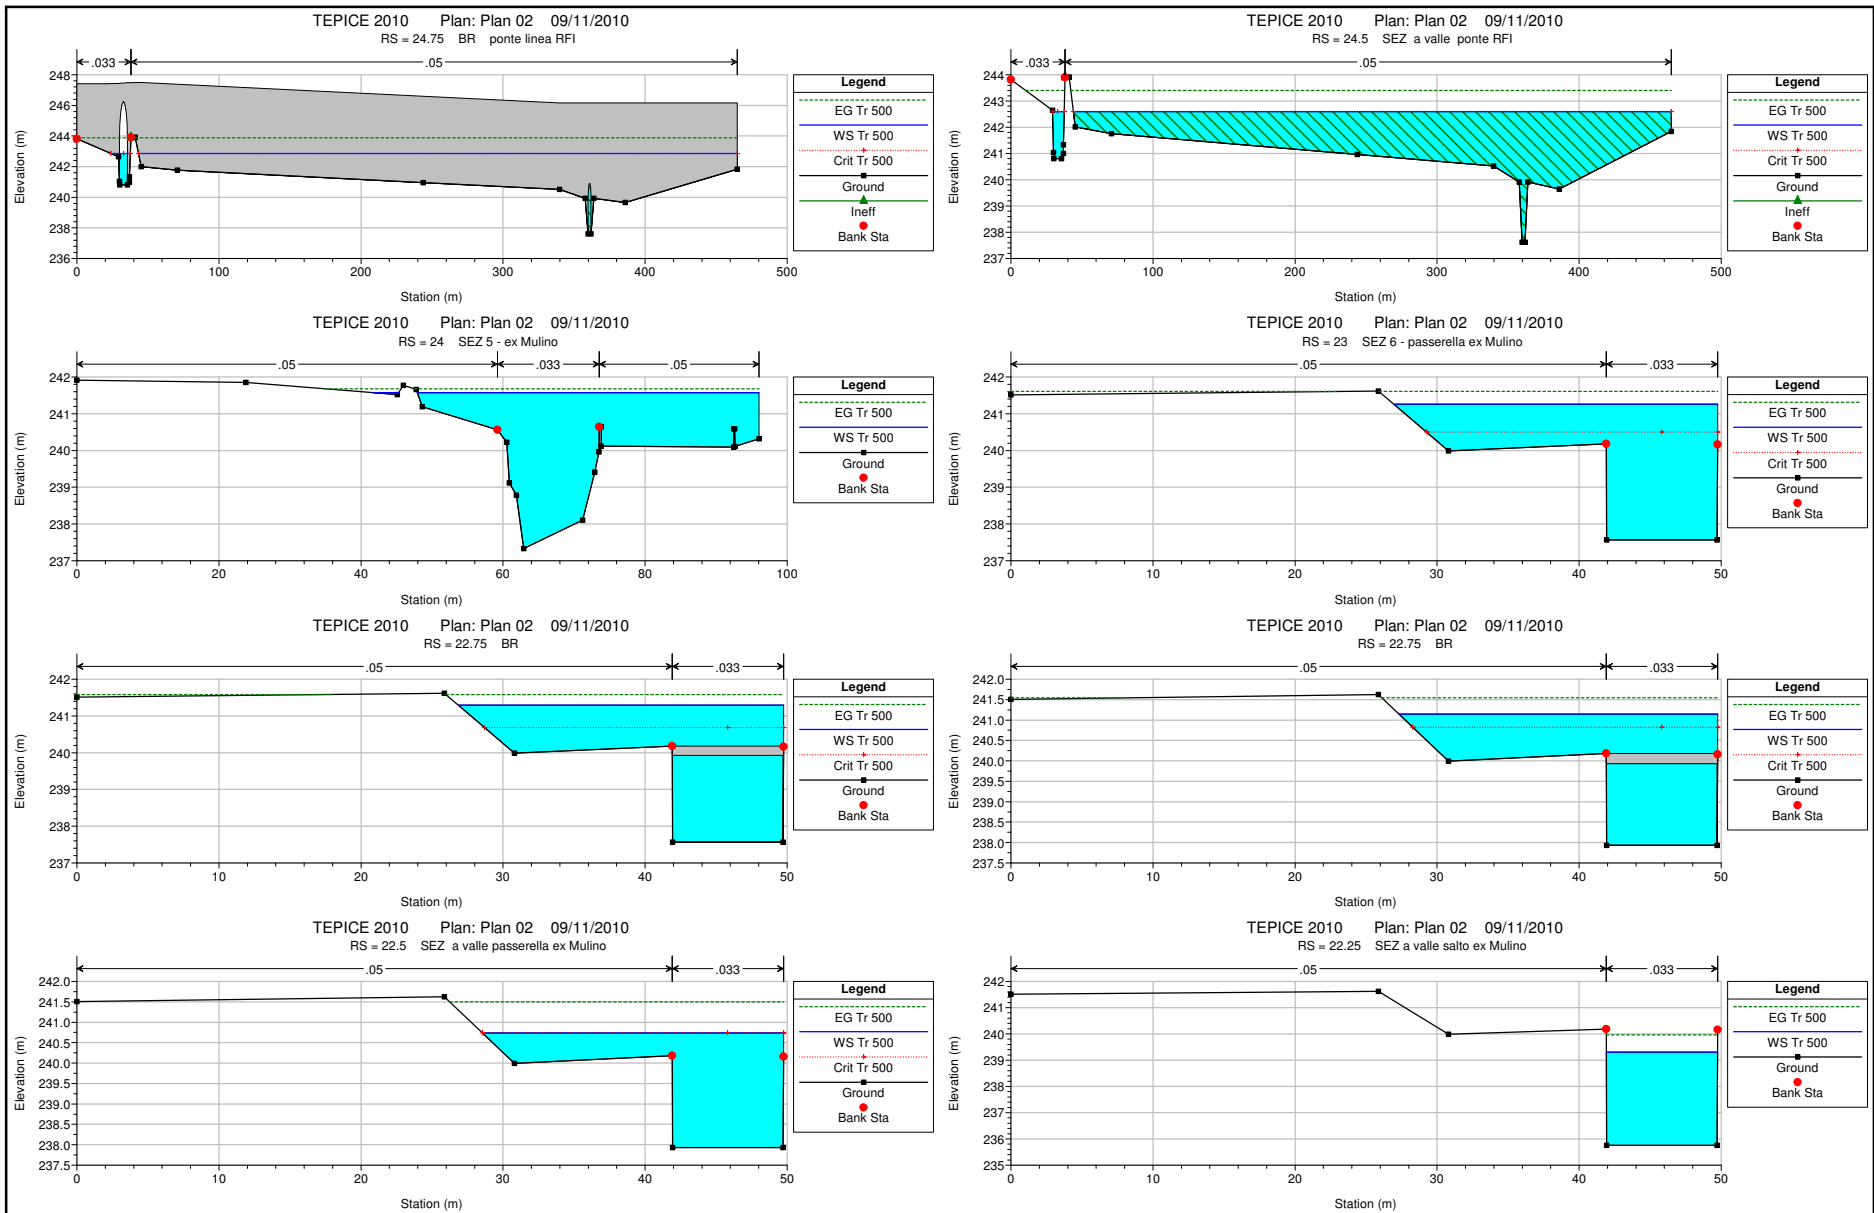 TEPICE 2010 Plan: Plan 02 09/11/2010
RS = 24.75 BR ponte linea RFI
.033 .05
248
246
244
242
240
238
236
Elevation (m)
0 100 200 300 400 500
Station (m)
Legend
EG Tr 500
WS Tr 500
Crit Tr 500
Ground
Ineff
Bank Sta
TEPICE 2010 Plan: Plan 02 09/11/2010
RS = 24.5 SEZ a valle ponte RFI
.033 .05
244
243
242
241
240
239
238
237
Elevation (m)
0 100 200 300 400 500
Station (m)
Legend
EG Tr 500
WS Tr 500
Crit Tr 500
Ground
Ineff
Bank Sta
TEPICE 2010 Plan: Plan 02 09/11/2010
RS = 24 SEZ 5 - ex Mulino
.05 .033 .05
242
241
240
239
238
237
Elevation (m)
0 20 40 60 80 100
Station (m)
Legend
EG Tr 500
WS Tr 500
Ground
Bank Sta
TEPICE 2010 Plan: Plan 02 09/11/2010
RS = 23 SEZ 6 - passerella ex Mulino
.05 .033
242
241
240
239
238
237
Elevation (m)
0 10 20 30 40 50
Station (m)
Legend
EG Tr 500
WS Tr 500
Crit Tr 500
Ground
Bank Sta
TEPICE 2010 Plan: Plan 02 09/11/2010
RS = 22.75 BR
.05 .033
242
241
240
239
238
237
Elevation (m)
0 10 20 30 40 50
Station (m)
Legend
EG Tr 500
WS Tr 500
Crit Tr 500
Ground
Bank Sta
TEPICE 2010 Plan: Plan 02 09/11/2010
RS = 22.75 BR
.05 .033
242.0
241.5
241.0
240.5
240.0
239.5
239.0
238.5
238.0
237.5
Elevation (m)
0 10 20 30 40 50
Station (m)
Legend
EG Tr 500
WS Tr 500
Crit Tr 500
Ground
Bank Sta
TEPICE 2010 Plan: Plan 02 09/11/2010
RS = 22.5 SEZ a valle passerella ex Mulino
.05 .033
242.0
241.5
241.0
240.5
240.0
239.5
239.0
238.5
238.0
237.5
Elevation (m)
0 10 20 30 40 50
Station (m)
Legend
EG Tr 500
WS Tr 500
Crit Tr 500
Ground
Bank Sta
TEPICE 2010 Plan: Plan 02 09/11/2010
RS = 22.25 SEZ a valle salto ex Mulino
.05 .033
242
241
240
239
238
237
236
235
Elevation (m)
0 10 20 30 40 50
Station (m)
Legend
EG Tr 500
WS Tr 500
Ground
Bank Sta